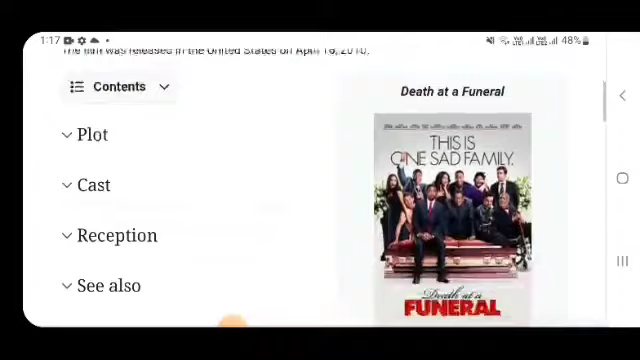 1:17
48%
The film was released in the United States on April 16, 2010.
Contents
Death at a Funeral
THIS IS
ONE SAD FAMILY.
Plot
Cast
Reception
See also
Death at a
FUNERAL